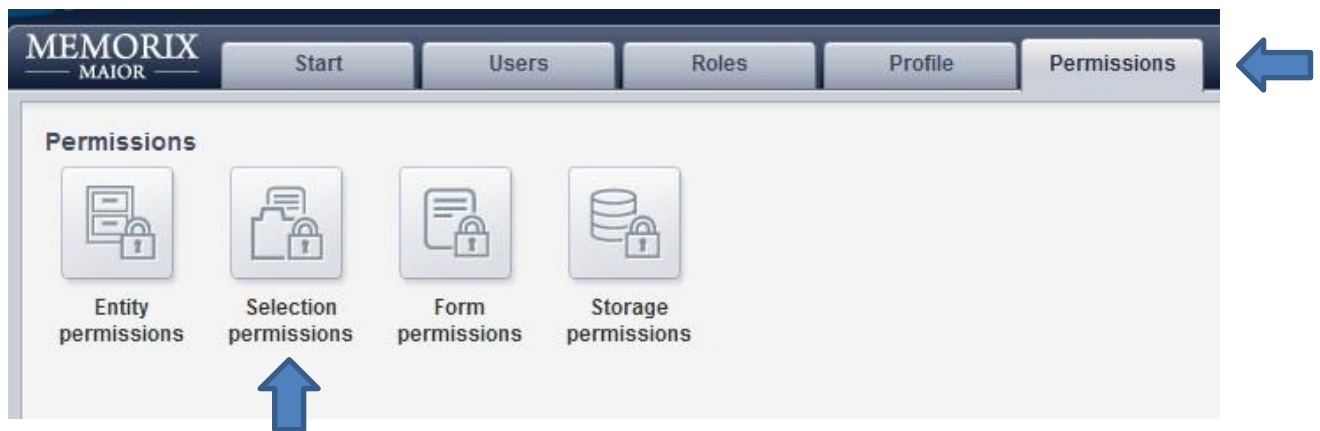 MEMORIX
MAIOR
Start
Users
Roles
Profile
Permissions
Permissions
Entity
permissions
Selection
permissions
Form
permissions
Storage
permissions